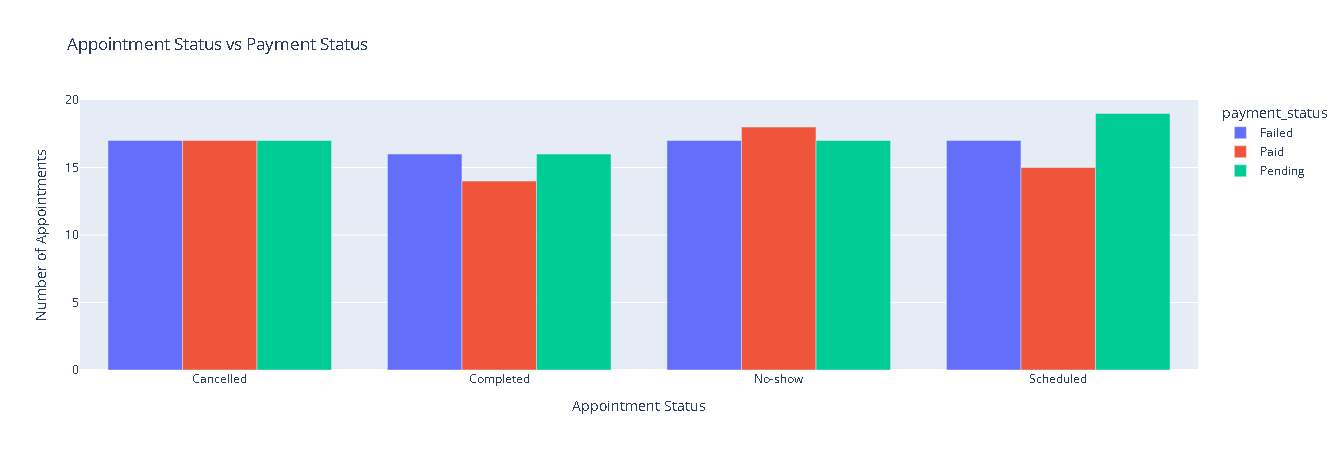 Appointment Status vs Payment Status
20
15
10
5
0
Number of Appointments
Cancelled
Completed
No-show
Scheduled
Appointment Status
payment_status
Failed
Paid
Pending